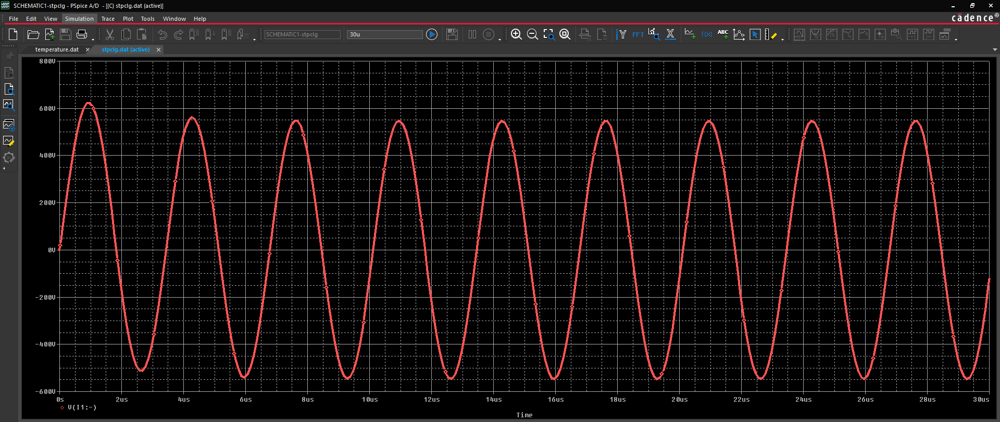 SCHEMATIC1-stpclg - PSpice A/D - [(C) stpclg.dat (active)]
File Edit View Simulation Trace Plot Tools Window Help
cādence®
SCHEMATIC1-stpclg 30u Y FFT X f(x) ABC
temperature.dat stpclg.dat (active)
800V
600V
400V
200V
0V
-200V
-400V
-600V
0s 2us 4us 6us 8us 10us 12us 14us 16us 18us 20us 22us 24us 26us 28us 30us
V(I1:-)
Time